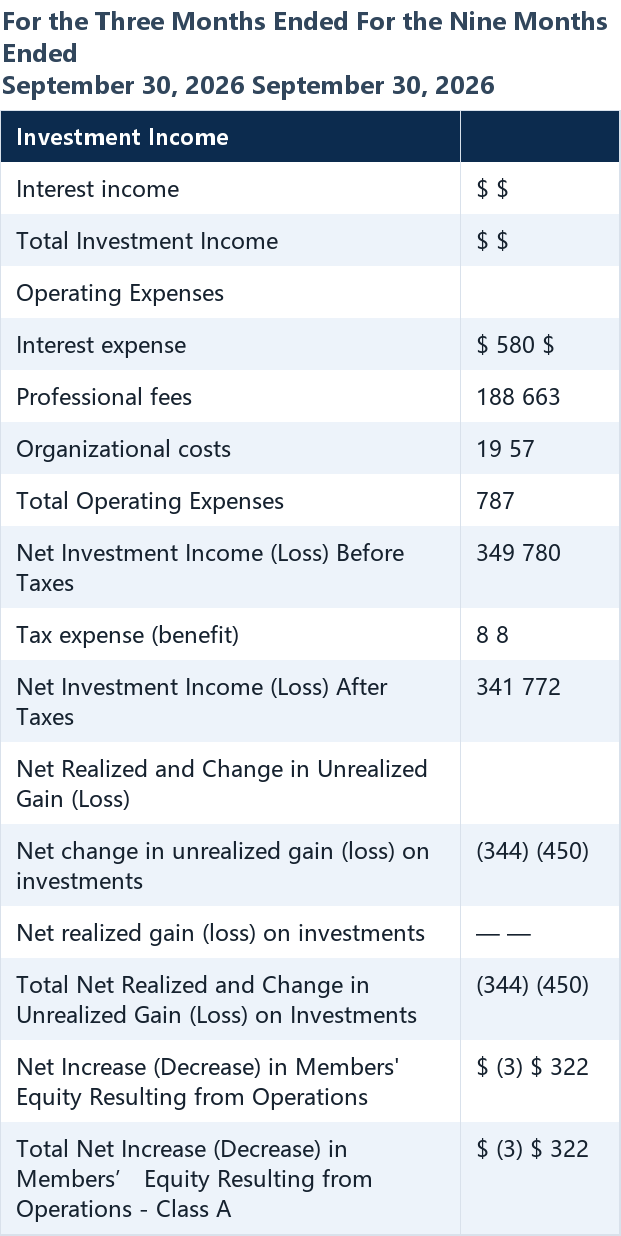 For the Three Months Ended For the Nine Months
Ended
September 30, 2026 September 30, 2026
Investment Income
Interest income $ $
Total Investment Income $ $
Operating Expenses
Interest expense $ 580 $
Professional fees 188 663
Organizational costs 19 57
Total Operating Expenses 787
Net Investment Income (Loss) Before 349 780
Taxes
Tax expense (benefit) 8 8
Net Investment Income (Loss) After 341 772
Taxes
Net Realized and Change in Unrealized
Gain (Loss)
Net change in unrealized gain (loss) on (344) (450)
investments
Net realized gain (loss) on investments — —
Total Net Realized and Change in (344) (450)
Unrealized Gain (Loss) on Investments
Net Increase (Decrease) in Members' $ (3) $ 322
Equity Resulting from Operations
Total Net Increase (Decrease) in $ (3) $ 322
Members’ Equity Resulting from
Operations - Class A